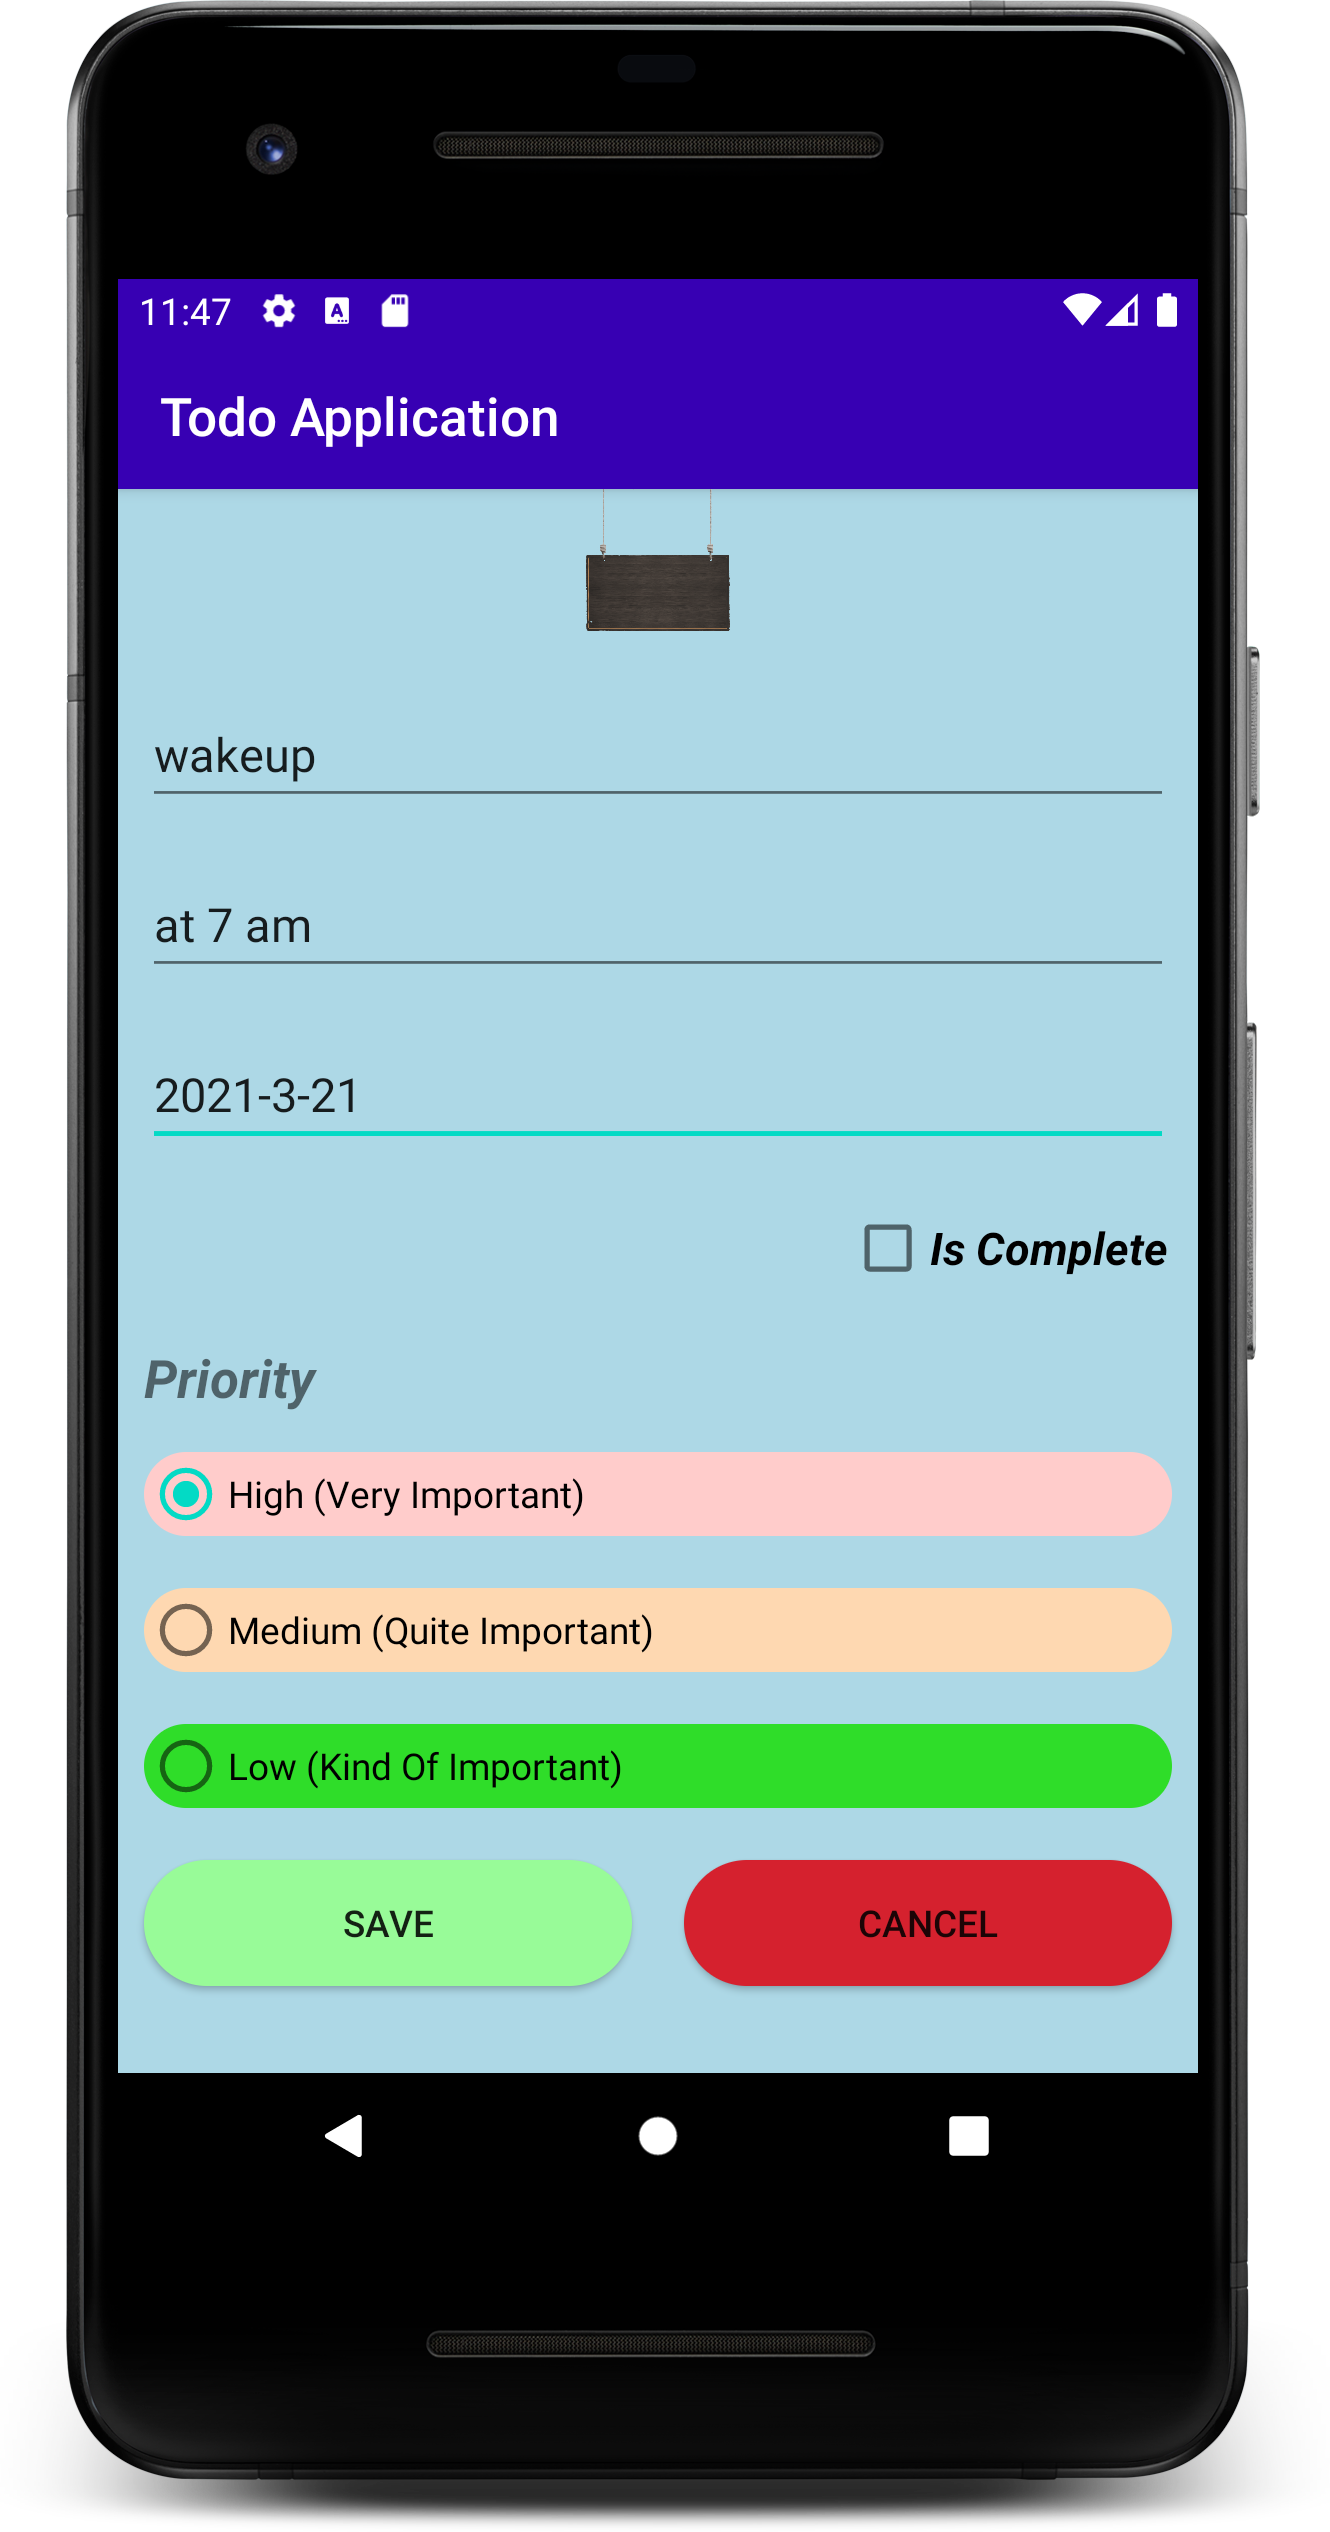 11:47
Todo Application
wakeup
at 7 am
2021-3-21
Is Complete
Priority
High (Very Important)
Medium (Quite Important)
Low (Kind Of Important)
SAVE
CANCEL